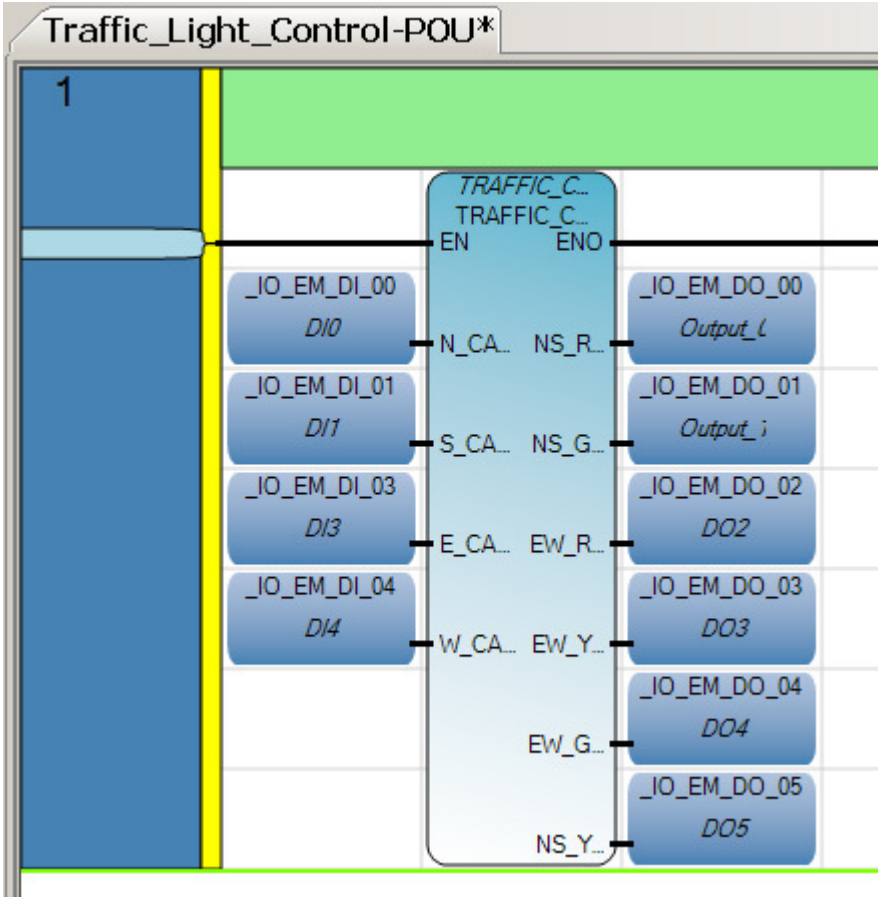 Traffic_Light_Control-POU*
1
TRAFFIC_C...
TRAFFIC_C...
EN ENO
_IO_EM_DI_00 _IO_EM_DO_00
DI0 N_CA... NS_R...
_IO_EM_DI_01 _IO_EM_DO_01
DI1 S_CA... NS_G...
_IO_EM_DI_03 _IO_EM_DO_02
DI3 E_CA... EW_R... DO2
_IO_EM_DI_04 _IO_EM_DO_03
DI4 W_CA... EW_Y... DO3
_IO_EM_DO_04
EW_G... DO4
_IO_EM_DO_05
NS_Y... DO5